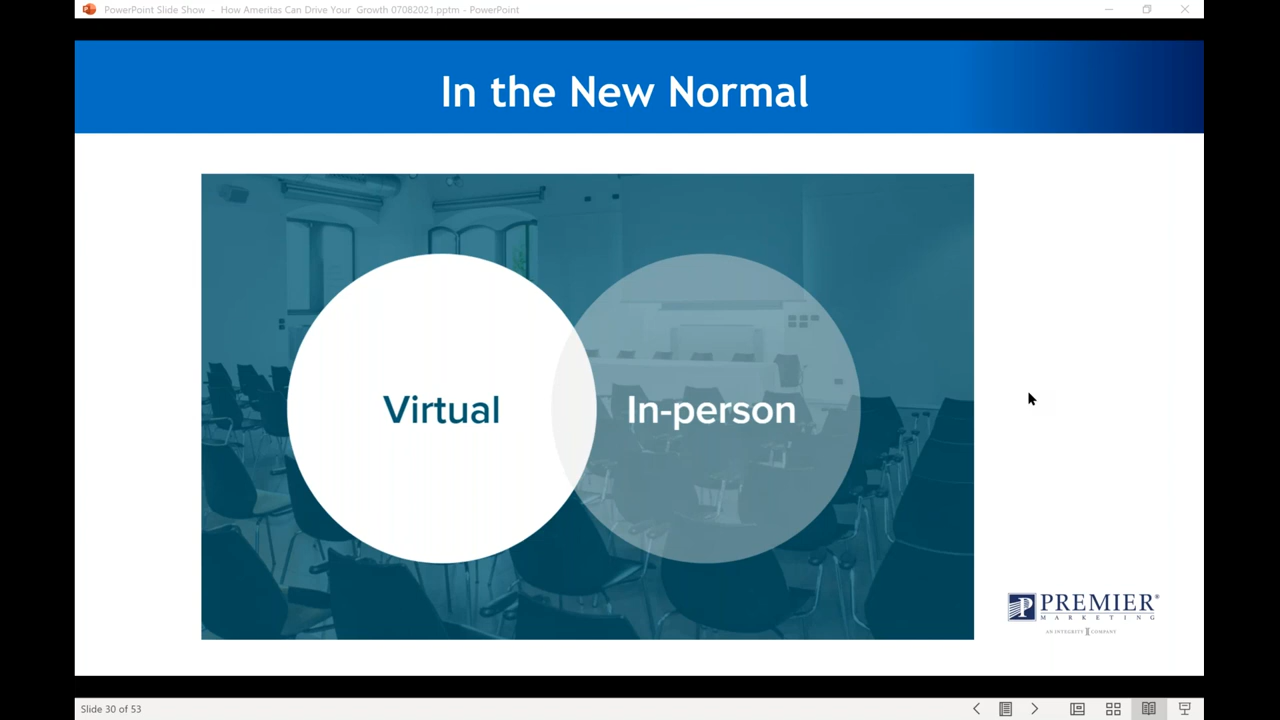 PowerPoint Slide Show - How Ameritas Can Drive Your Growth 07082021.pptm - PowerPoint
In the New Normal
Virtual
In-person
PREMIER®
MARKETING
AN INTEGRITY COMPANY
Slide 30 of 53